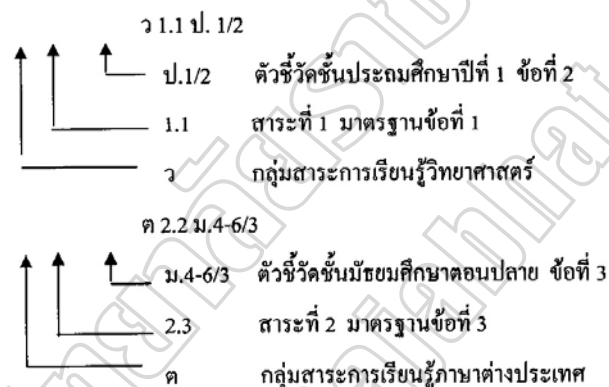 ว 1.1 ป. 1/2
ป.1/2 ตัวชี้วัดชั้นประถมศึกษาปีที่ 1 ข้อที่ 2
1.1 สาระที่ 1 มาตรฐานข้อที่ 1
ว กลุ่มสาระการเรียนรู้วิทยาศาสตร์
ต 2.2 ม.4-6/3
ม.4-6/3 ตัวชี้วัดชั้นมัธยมศึกษาตอนปลาย ข้อที่ 3
2.3 สาระที่ 2 มาตรฐานข้อที่ 3
ต กลุ่มสาระการเรียนรู้ภาษาต่างประเทศ